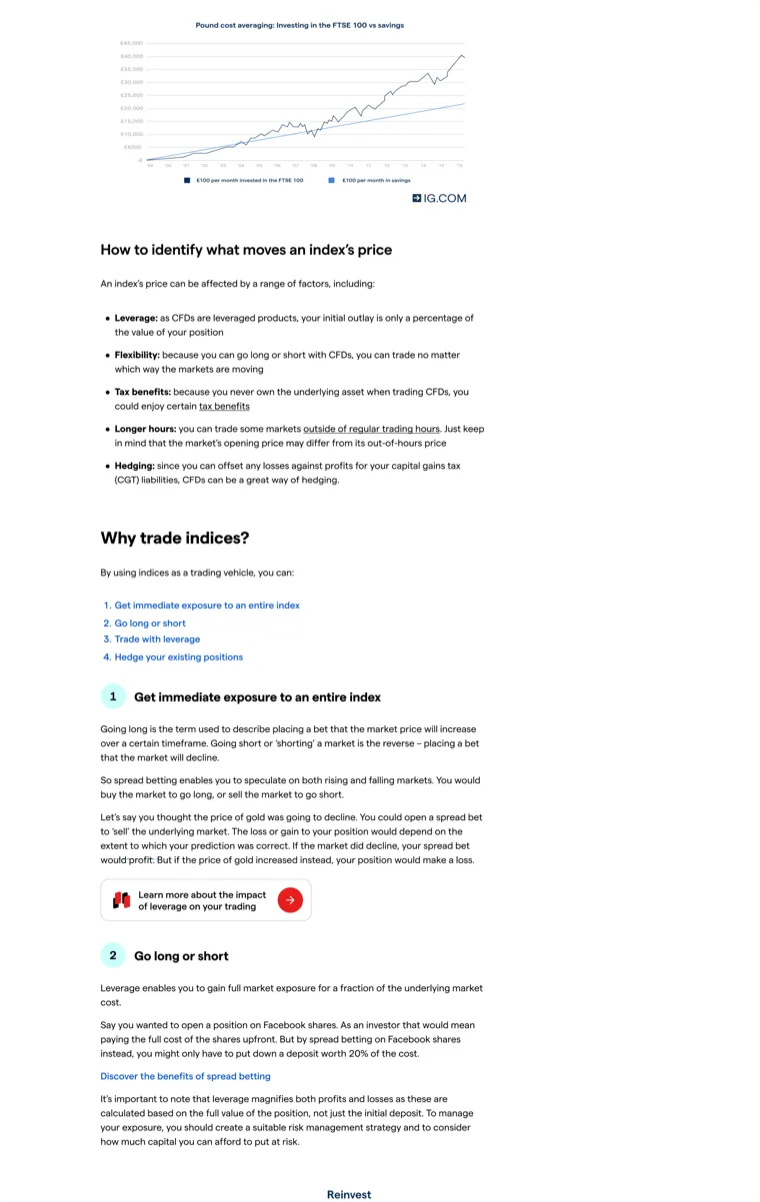 Pound cost averaging: Investing in the FTSE 100 vs savings
£45,000
£40,000
£35,000
£30,000
£25,000
£20,000
£15,000
£10,000
£5000
£100 per month invested in the FTSE 100
£100 per month in savings
IG.COM
How to identify what moves an index's price
An index's price can be affected by a range of factors, including:
• Leverage: as CFDs are leveraged products, your initial outlay is only a percentage of
the value of your position
• Flexibility: because you can go long or short with CFDs, you can trade no matter
which way the markets are moving
• Tax benefits: because you never own the underlying asset when trading CFDs, you
could enjoy certain tax benefits
• Longer hours: you can trade some markets outside of regular trading hours. Just keep
in mind that the market's opening price may differ from its out-of-hours price
• Hedging: since you can offset any losses against profits for your capital gains tax
(CGT) liabilities, CFDs can be a great way of hedging.
Why trade indices?
By using indices as a trading vehicle, you can:
1. Get immediate exposure to an entire index
2. Go long or short
3. Trade with leverage
4. Hedge your existing positions
1 Get immediate exposure to an entire index
Going long is the term used to describe placing a bet that the market price will increase
over a certain timeframe. Going short or 'shorting' a market is the reverse – placing a bet
that the market will decline.
So spread betting enables you to speculate on both rising and falling markets. You would
buy the market to go long, or sell the market to go short.
Let's say you thought the price of gold was going to decline. You could open a spread bet
to 'sell' the underlying market. The loss or gain to your position would depend on the
extent to which your prediction was correct. If the market did decline, your spread bet
would profit. But if the price of gold increased instead, your position would make a loss.
Learn more about the impact
of leverage on your trading
2 Go long or short
Leverage enables you to gain full market exposure for a fraction of the underlying market
cost.
Say you wanted to open a position on Facebook shares. As an investor that would mean
paying the full cost of the shares upfront. But by spread betting on Facebook shares
instead, you might only have to put down a deposit worth 20% of the cost.
Discover the benefits of spread betting
It's important to note that leverage magnifies both profits and losses as these are
calculated based on the full value of the position, not just the initial deposit. To manage
your exposure, you should create a suitable risk management strategy and to consider
how much capital you can afford to put at risk.
Reinvest